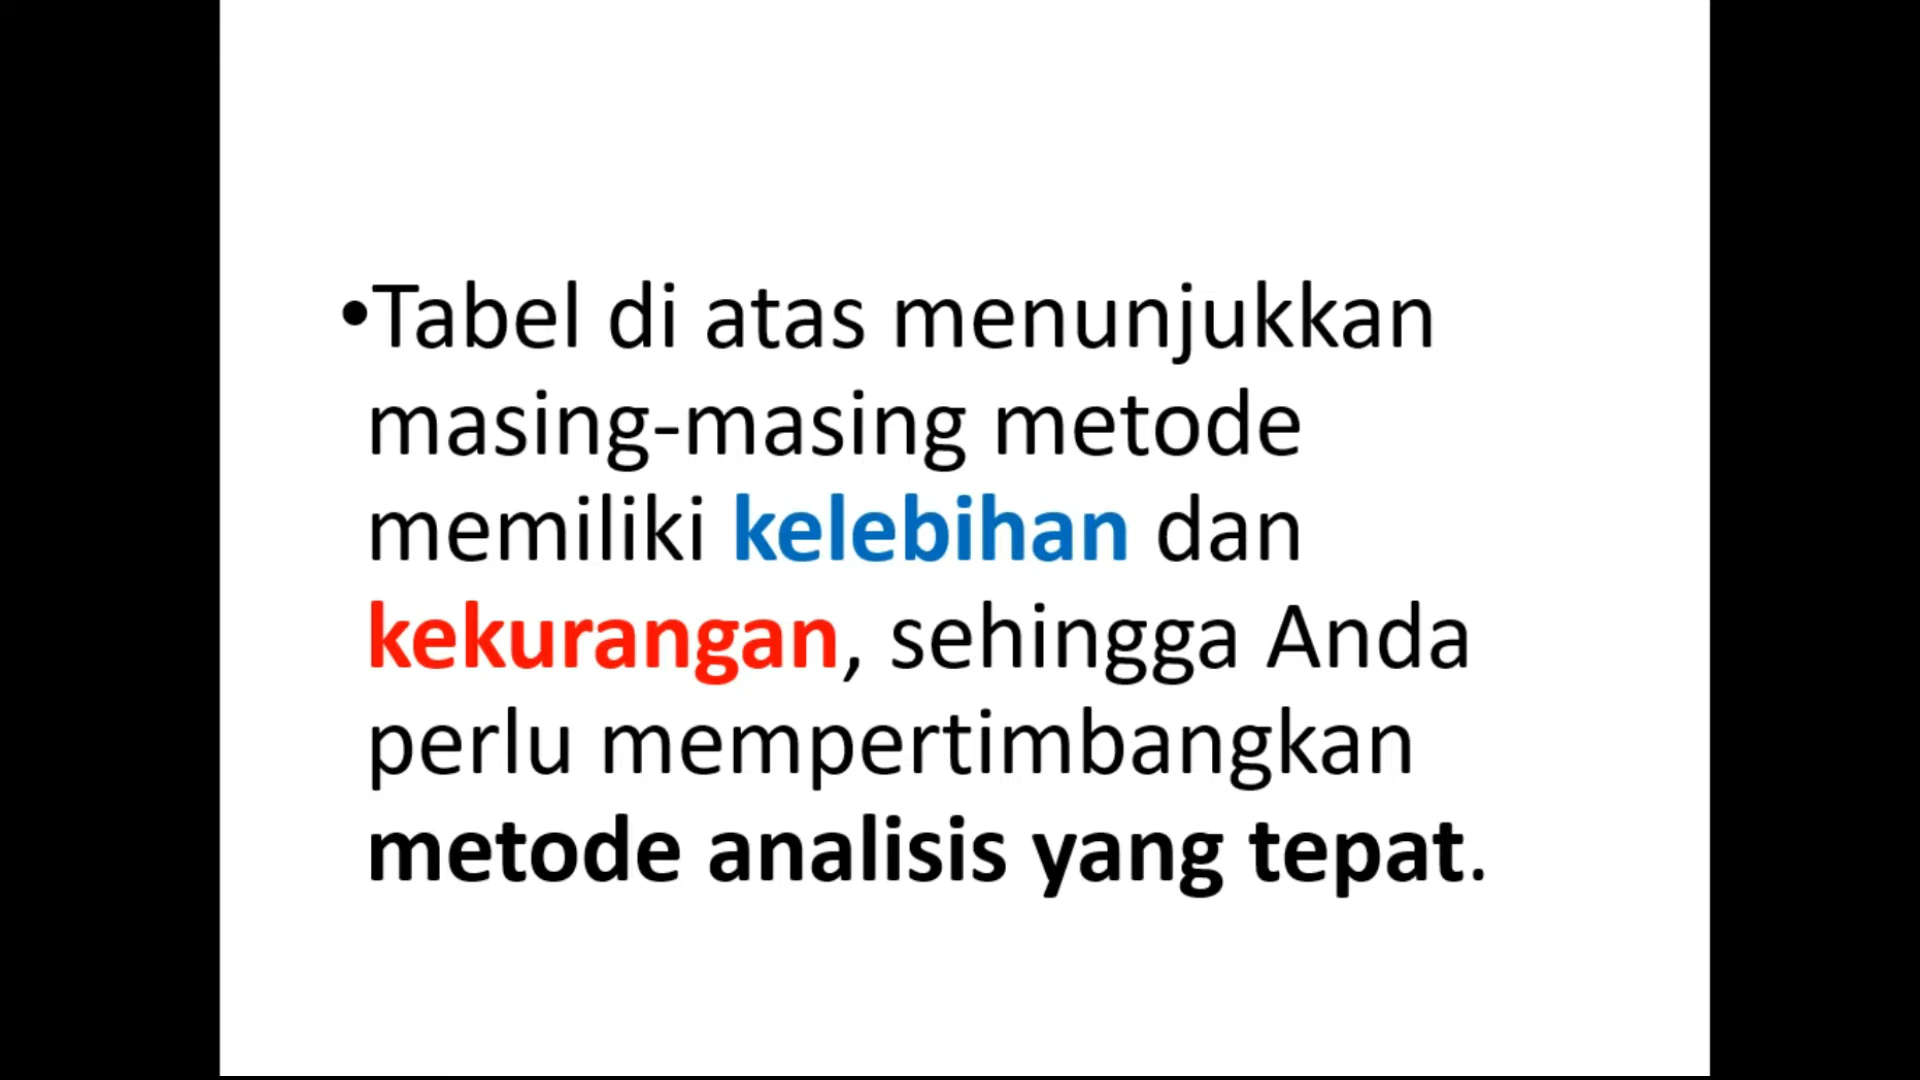 •Tabel di atas menunjukkan
masing-masing metode
memiliki kelebihan dan
kekurangan, sehingga Anda
perlu mempertimbangkan
metode analisis yang tepat.